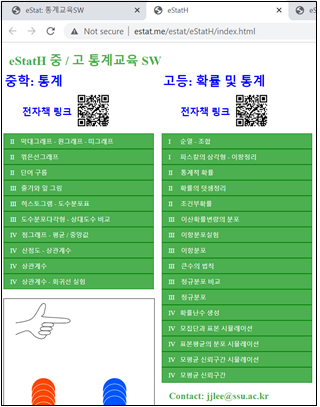 eStat: 통계교육SW
eStatH
eS
Not secure | estat.me/estat/eStatH/index.html
eStatH 중 / 고 통계교육 SW
중학: 통계
전자책 링크
II 막대그래프 - 원그래프 - 띠그래프
II 꺾은선그래프
II 단어 구름
III 줄기와 잎 그림
III 히스토그램 - 도수분포표
III 도수분포다각형 - 상대도수 비교
IV 점그래프 - 평균 / 중앙값
IV 산점도 - 상관계수
IV 상관계수
IV 상관계수 - 회귀선 실험
고등: 확률 및 통계
전자책 링크
I 순열 - 조합
I 파스칼의 삼각형 - 이항정리
II 통계적 확률
II 확률의 덧셈정리
II 조건부확률
III 이산확률변량의 분포
III 이항분포실험
III 이항분포
III 큰수의 법칙
III 정규분포 비교
III 정규분포
IV 확률난수 생성
IV 모집단과 표본 시뮬레이션
IV 표본평균의 분포 시뮬레이션
IV 모평균 신뢰구간 시뮬레이션
IV 모평균 신뢰구간
Contact: jjlee@ssu.ac.kr